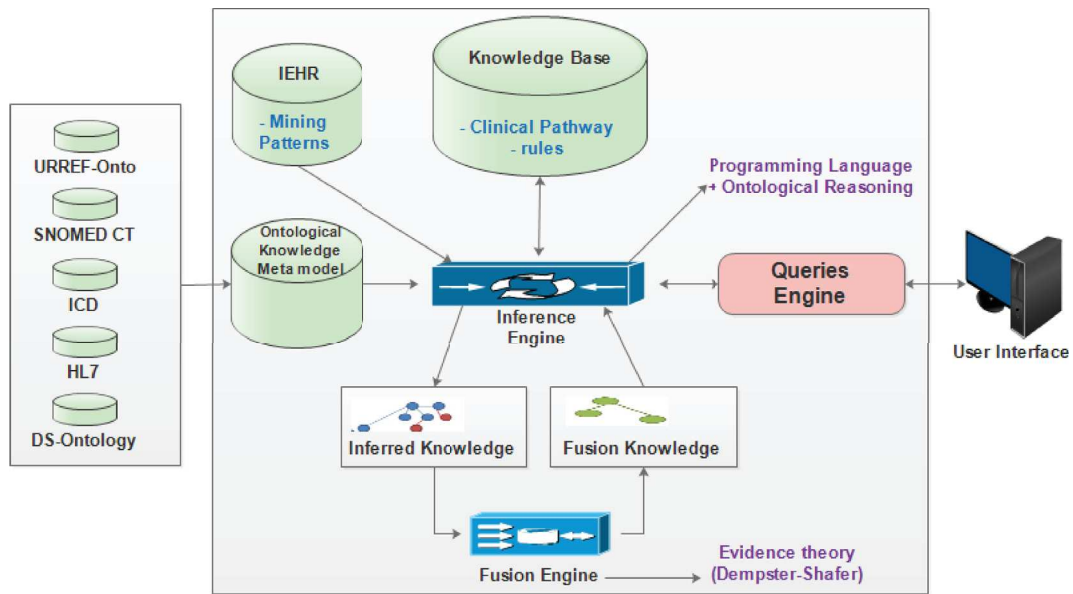 URREF-Onto
SNOMED CT
ICD
HL7
DS-Ontology
IEHR
- Mining
Patterns
Knowledge Base
- Clinical Pathway
- rules
Programming Language
+ Ontological Reasoning
Ontological
Knowledge
Meta model
Inference
Engine
Queries
Engine
User Interface
Inferred Knowledge
Fusion Knowledge
Fusion Engine
Evidence theory
(Dempster-Shafer)